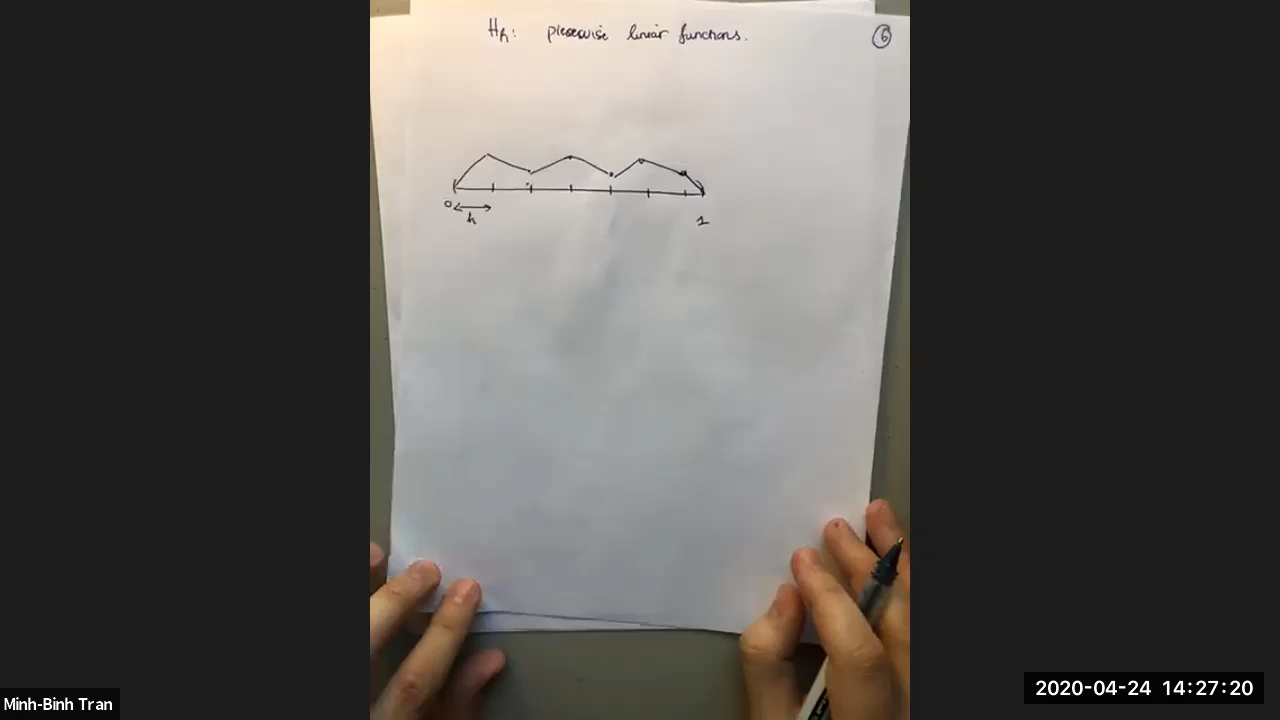 H_h: piecewise linear functions. ⑥
0 h 1
Minh-Binh Tran
2020-04-24 14:27:20